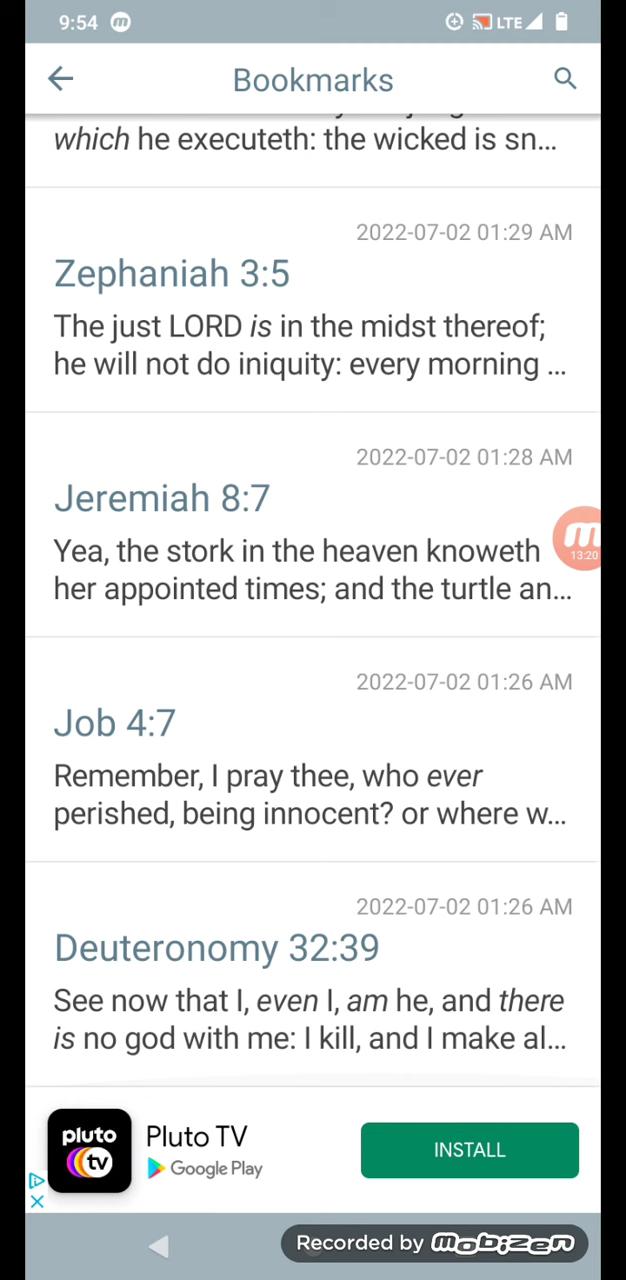 9:54
LTE
Bookmarks
which he executeth: the wicked is sn...
2022-07-02 01:29 AM
Zephaniah 3:5
The just LORD is in the midst thereof;
he will not do iniquity: every morning ...
2022-07-02 01:28 AM
Jeremiah 8:7
Yea, the stork in the heaven knoweth
her appointed times; and the turtle an...
13:20
2022-07-02 01:26 AM
Job 4:7
Remember, I pray thee, who ever
perished, being innocent? or where w...
2022-07-02 01:26 AM
Deuteronomy 32:39
See now that I, even I, am he, and there
is no god with me: I kill, and I make al...
pluto
tv
Pluto TV
Google Play
INSTALL
Recorded by mobizen